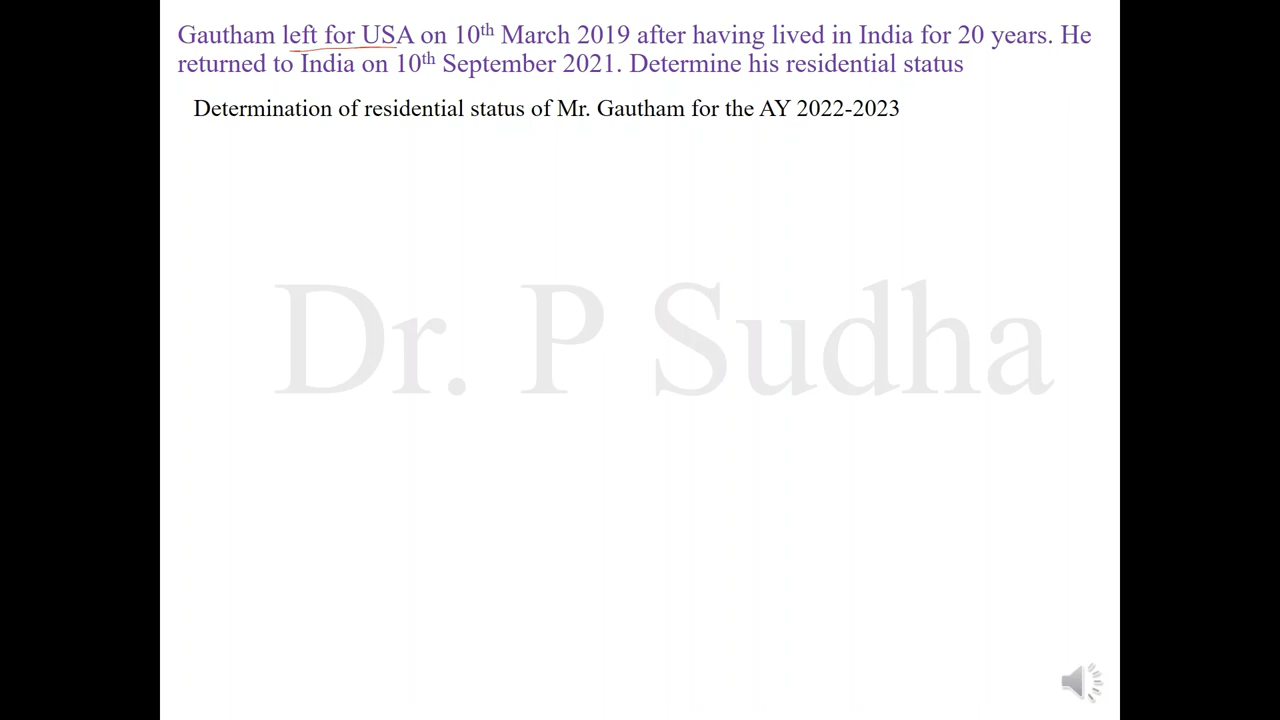 Gautham left for USA on 10th March 2019 after having lived in India for 20 years. He
returned to India on 10th September 2021. Determine his residential status
Determination of residential status of Mr. Gautham for the AY 2022-2023
Dr. P Sudha